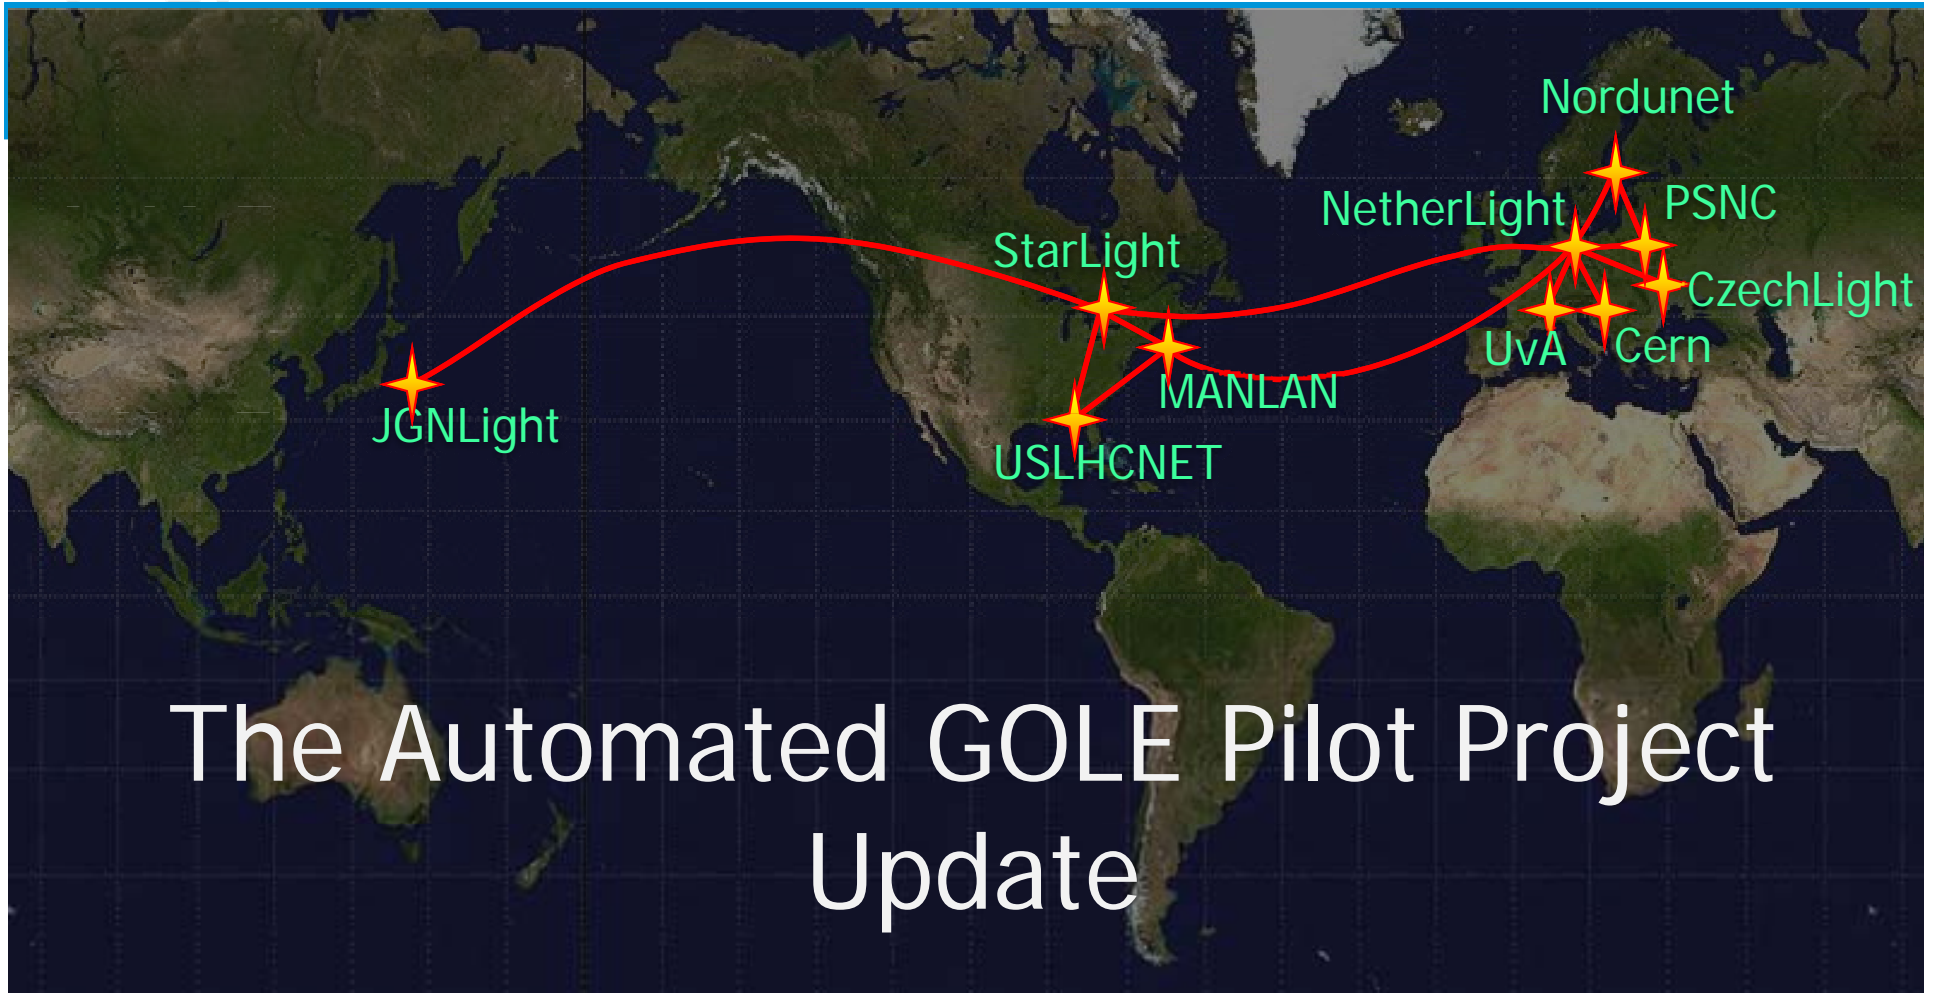 Nordunet
NetherLight
PSNC
StarLight
CzechLight
UvA
Cern
MANLAN
JGNLight
USLHCNET
The Automated GOLE Pilot Project
Update